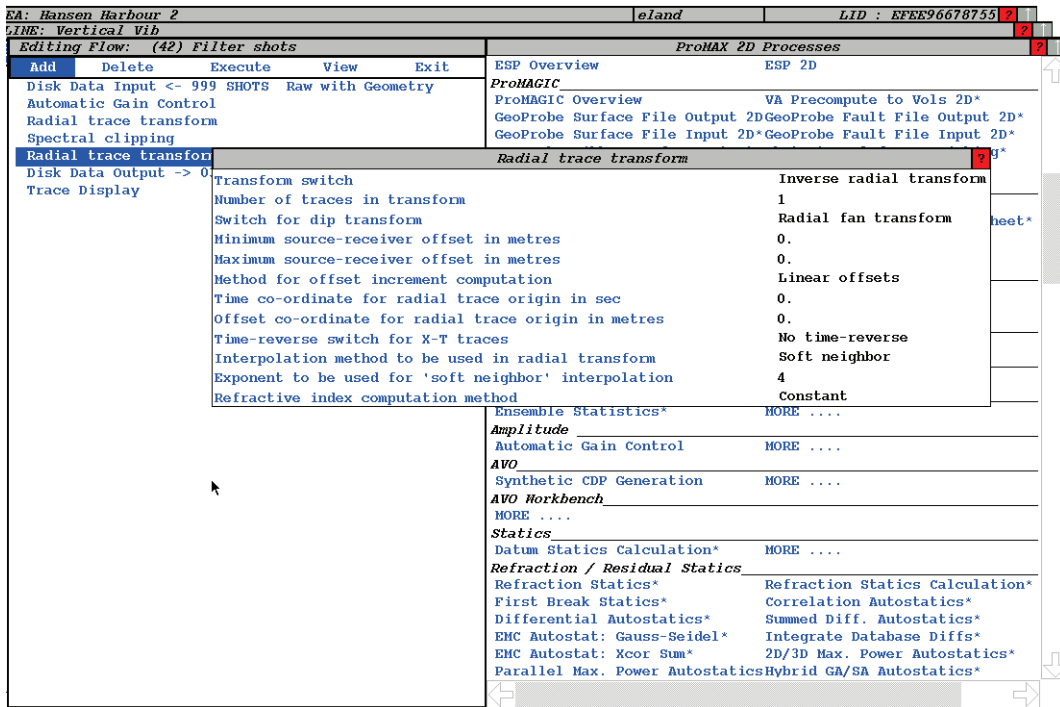 EA: Hansen Harbour 2 eland LID : EFEE96678755 ?
LINE: Vertical Vib ?
Editing Flow: (42) Filter shots
Add Delete Execute View Exit
Disk Data Input <- 999 SHOTS Raw with Geometry
Automatic Gain Control
Radial trace transform
Spectral clipping
Radial trace transform
Disk Data Output -> 0
Trace Display
ProMAX 2D Processes ?
ESP Overview ESP 2D
ProMAGIC
ProMAGIC Overview VA Precompute to Vols 2D*
GeoProbe Surface File Output 2D GeoProbe Fault File Output 2D*
GeoProbe Surface File Input 2D* GeoProbe Fault File Input 2D*
g*
heet*
Radial trace transform ?
Transform switch Inverse radial transform
Number of traces in transform 1
Switch for dip transform Radial fan transform
Minimum source-receiver offset in metres 0.
Maximum source-receiver offset in metres 0.
Method for offset increment computation Linear offsets
Time co-ordinate for radial trace origin in sec 0.
Offset co-ordinate for radial trace origin in metres 0.
Time-reverse switch for X-T traces No time-reverse
Interpolation method to be used in radial transform Soft neighbor
Exponent to be used for 'soft neighbor' interpolation 4
Refractive index computation method Constant
Ensemble Statistics* MORE ....
Amplitude
Automatic Gain Control MORE ....
AVO
Synthetic CDP Generation MORE ....
AVO Workbench
MORE ....
Statics
Datum Statics Calculation* MORE ....
Refraction / Residual Statics
Refraction Statics* Refraction Statics Calculation*
First Break Statics* Correlation Autostatics*
Differential Autostatics* Summed Diff. Autostatics*
EMC Autostat: Gauss-Seidel* Integrate Database Diffs*
EMC Autostat: Xcor Sum* 2D/3D Max. Power Autostatics*
Parallel Max. Power Autostatics Hybrid GA/SA Autostatics*